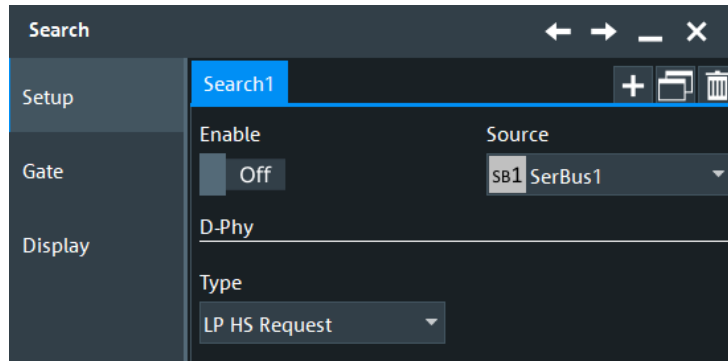 Search
Setup
Gate
Display
Search1
Enable
Off
Source
SB1 SerBus1
D-Phy
Type
LP HS Request